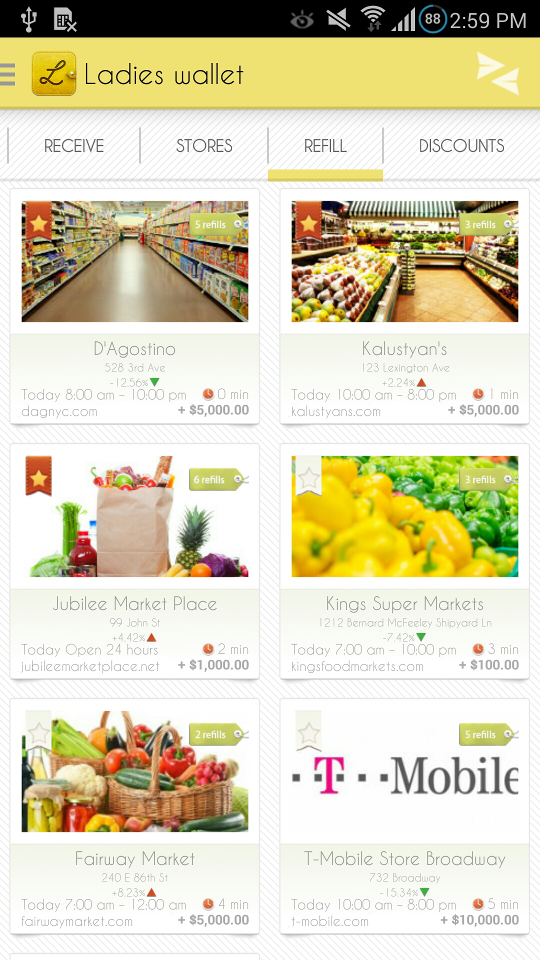 88 2:59 PM
L Ladies wallet
RECEIVE STORES REFILL DISCOUNTS
5 refills
D'Agostino
528 3rd Ave
-12.56%
Today 8:00 am - 10:00 pm 0 min
dagnyc.com + $5,000.00
3 refills
Kalustyan's
123 Lexington Ave
+2.24%
Today 10:00 am - 8:00 pm 1 min
kalustyans.com + $5,000.00
6 refills
Jubilee Market Place
99 John St
+4.42%
Today Open 24 hours 2 min
jubileemarketplace.net + $1,000.00
3 refills
Kings Super Markets
1212 Bernard McFeeley Shipyard Ln
-7.42%
Today 7:00 am - 10:00 pm 3 min
kingsfoodmarkets.com + $100.00
2 refills
Fairway Market
240 E 86th St
+8.23%
Today 7:00 am - 12:00 am 4 min
fairwaymarket.com + $5,000.00
5 refills
T-Mobile
T-Mobile Store Broadway
732 Broadway
-15.34%
Today 10:00 am - 8:00 pm 5 min
t-mobile.com + $10,000.00